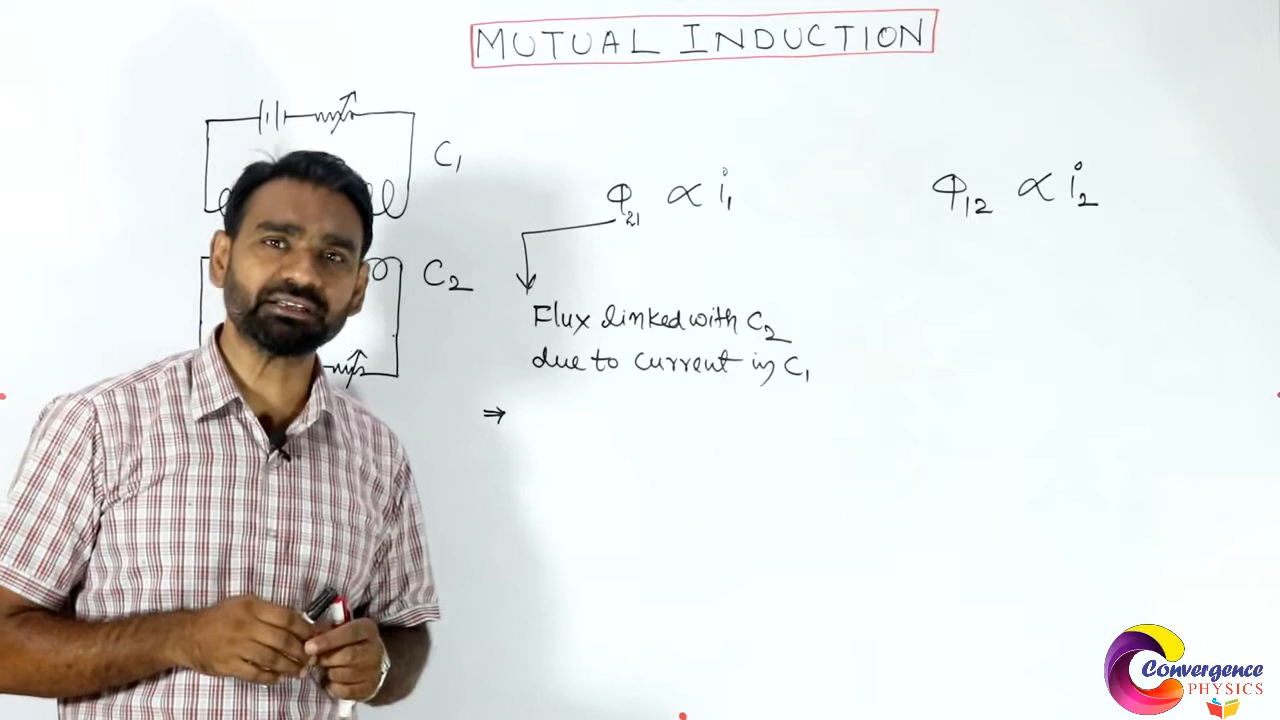 MUTUAL INDUCTION
C₁
C₂
Φ₂₁ ∝ i₁
Φ₁₂ ∝ i₂
Flux linked with C₂
due to current in C₁
⇒
Convergence
PHYSICS